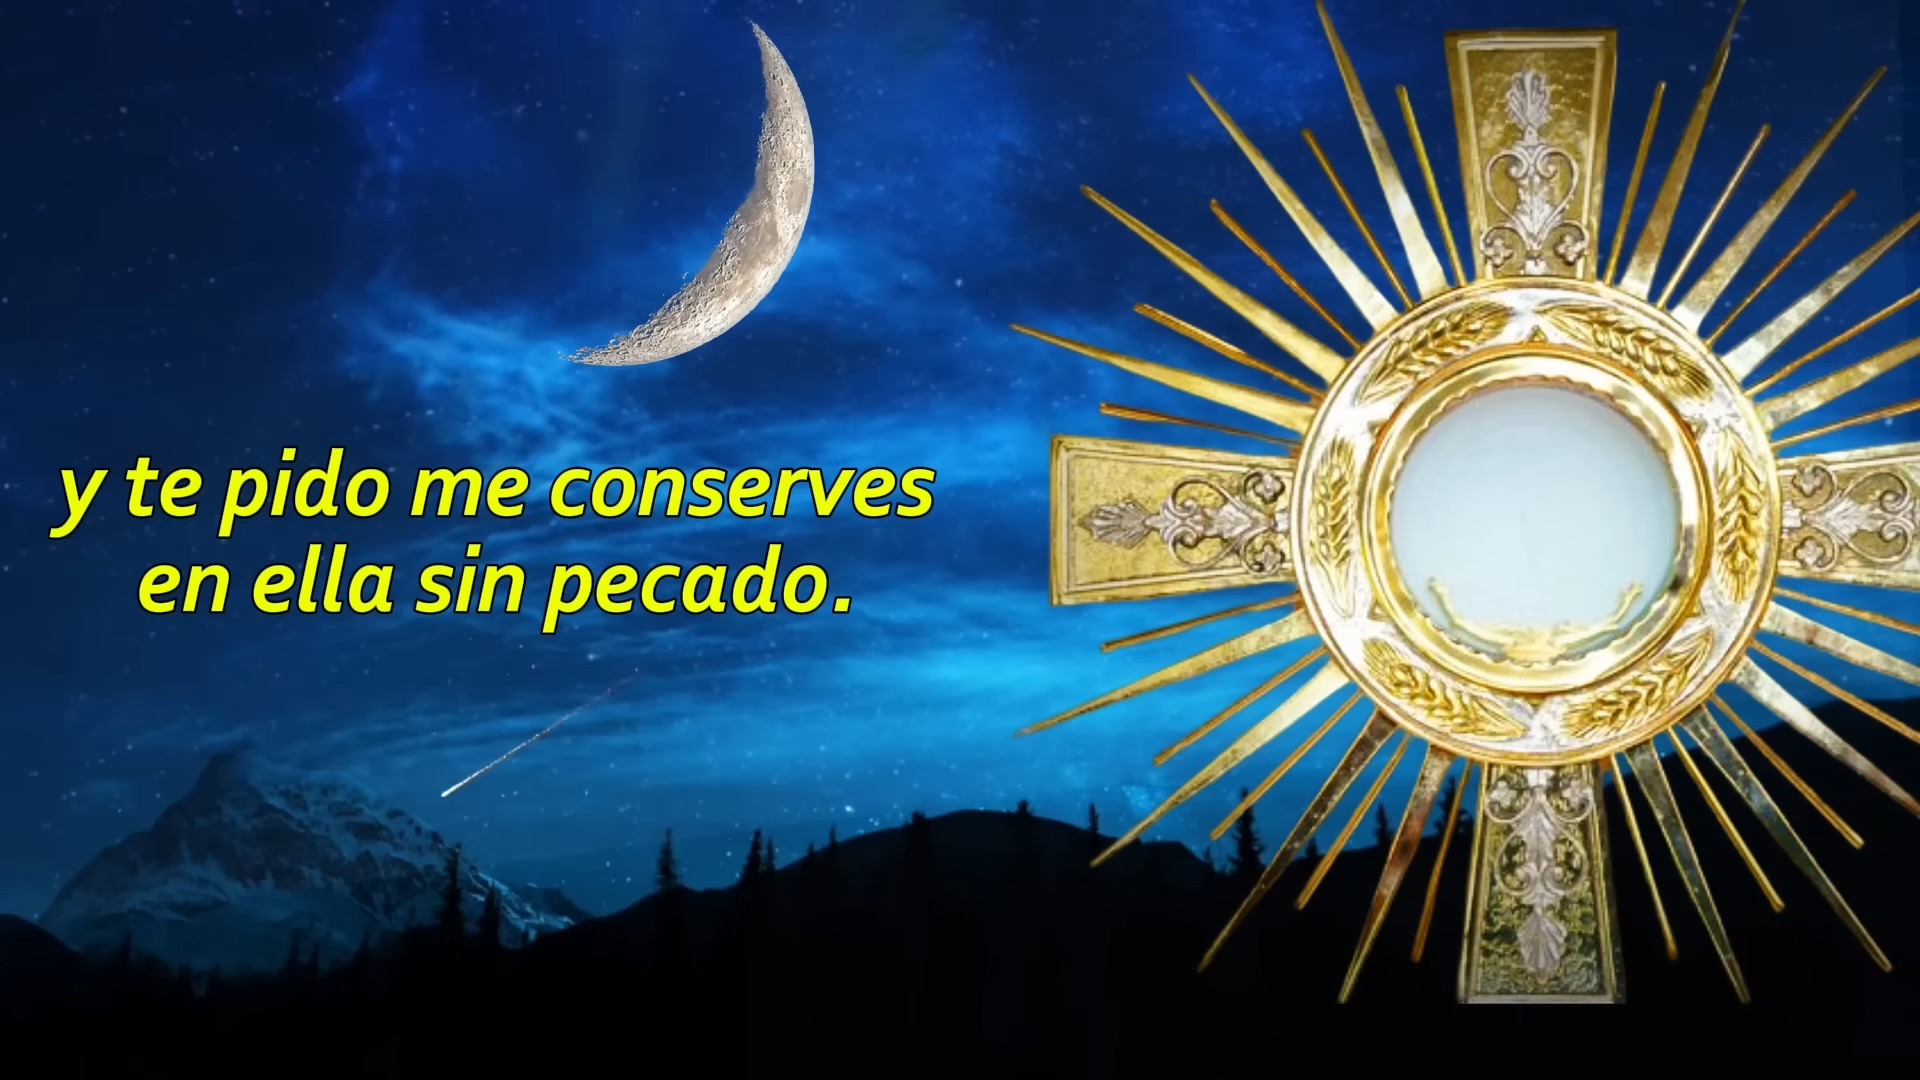 y te pido me conserves
en ella sin pecado.